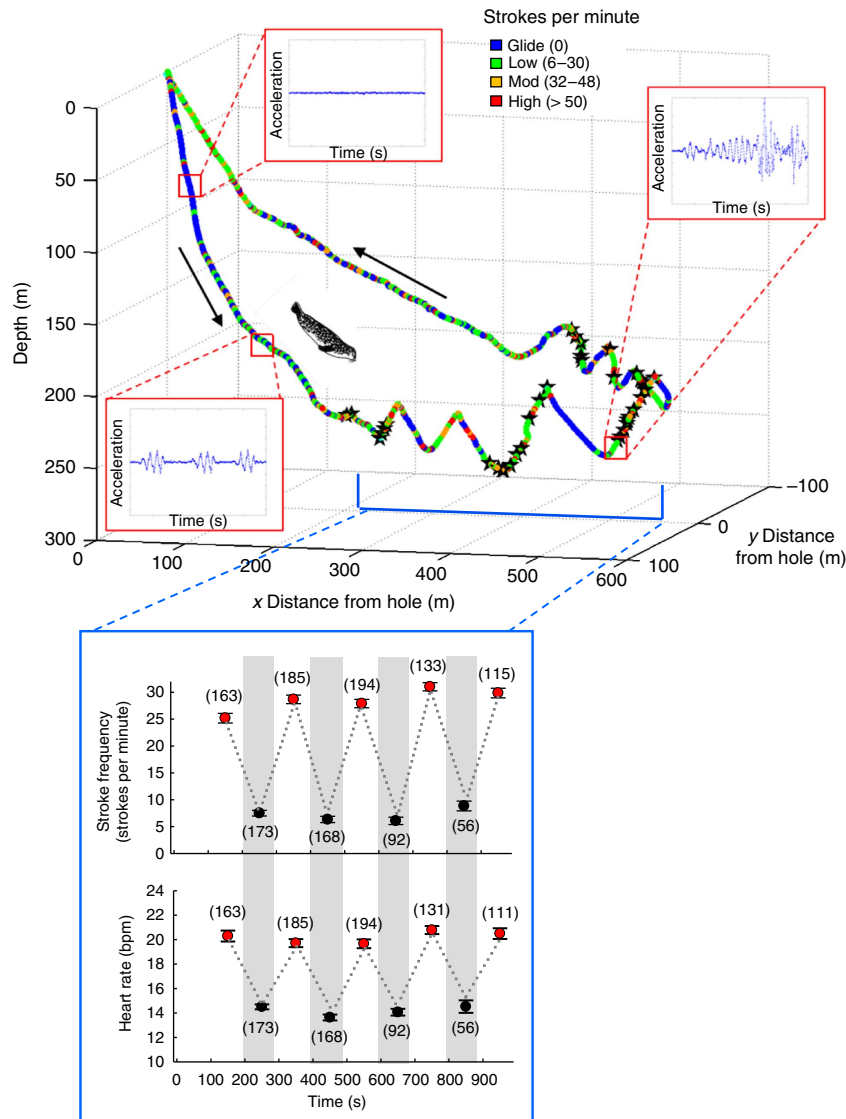 Strokes per minute
Glide (0)
Low (6–30)
Mod (32–48)
High (> 50)
Acceleration
Time (s)
Acceleration
Time (s)
Acceleration
Time (s)
Depth (m)
0
50
100
150
200
250
300
0
100
200
300
400
500
600
x Distance from hole (m)
100
0
−100
y Distance
from hole (m)
Stroke frequency
(strokes per minute)
30
25
20
15
10
5
0
(163)
(185)
(194)
(133)
(115)
(173)
(168)
(92)
(56)
Heart rate (bpm)
24
22
20
18
16
14
12
10
(163)
(185)
(194)
(131)
(111)
(173)
(168)
(92)
(56)
0 100 200 300 400 500 600 700 800 900
Time (s)